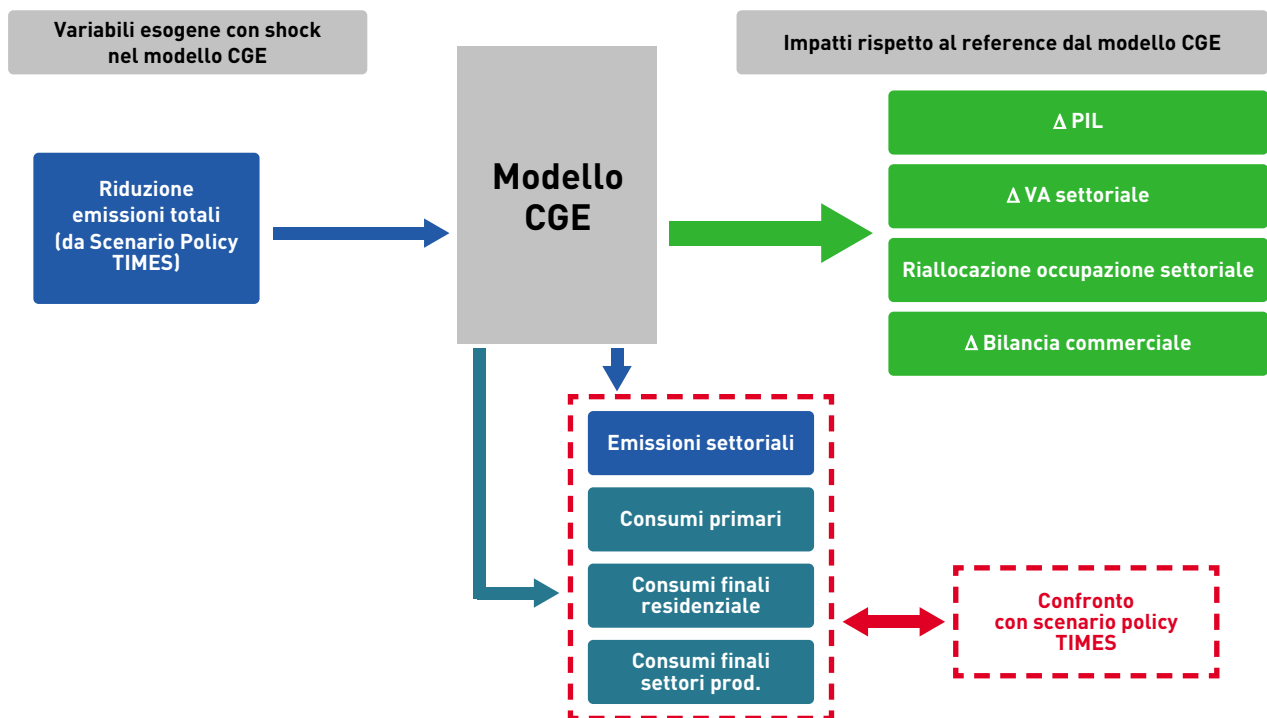 Variabili esogene con shock
nel modello CGE
Impatti rispetto al reference dal modello CGE
Riduzione
emissioni totali
(da Scenario Policy
TIMES)
Modello
CGE
Δ PIL
Δ VA settoriale
Riallocazione occupazione settoriale
Δ Bilancia commerciale
Emissioni settoriali
Consumi primari
Consumi finali
residenziale
Consumi finali
settori prod.
Confronto
con scenario policy
TIMES